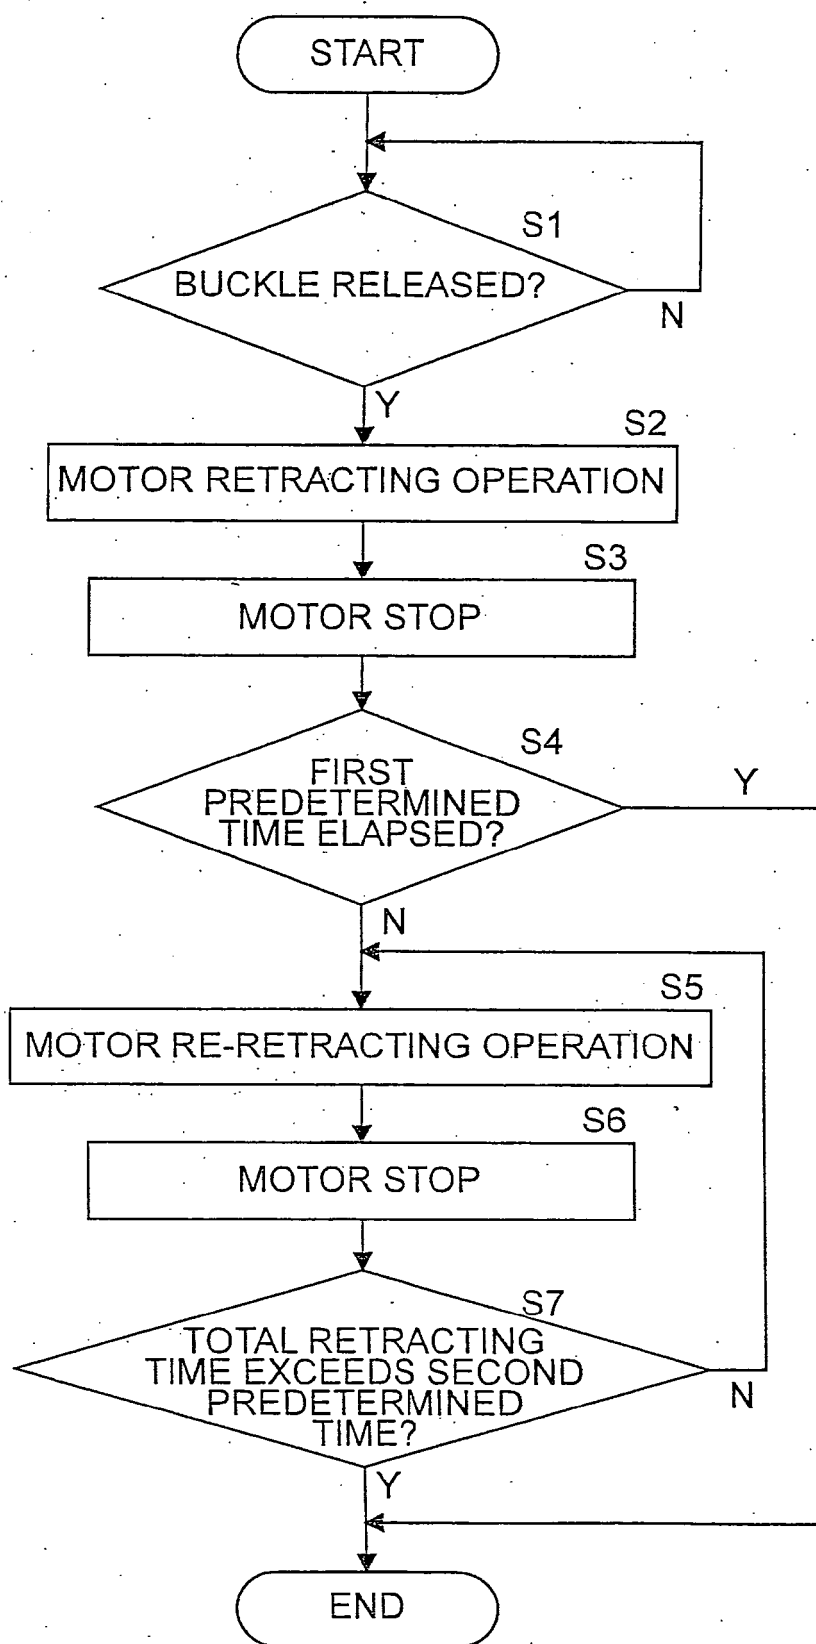 START
S1
BUCKLE RELEASED?
N
Y
S2
MOTOR RETRACTING OPERATION
S3
MOTOR STOP
S4
FIRST
PREDETERMINED
TIME ELAPSED?
Y
N
S5
MOTOR RE-RETRACTING OPERATION
S6
MOTOR STOP
S7
TOTAL RETRACTING
TIME EXCEEDS SECOND
PREDETERMINED
TIME?
N
Y
END